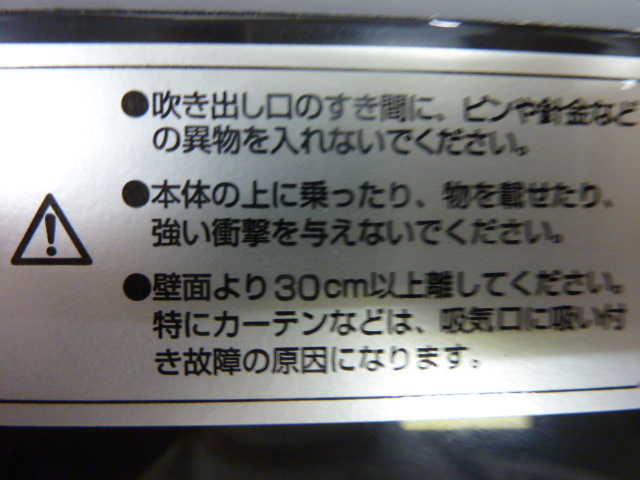 ●吹き出し口のすき間に、ピンや針金など
の異物を入れないでください。
●本体の上に乗ったり、物を載せたり、
強い衝撃を与えないでください。
●壁面より30cm以上離してください。
特にカーテンなどは、吸気口に吸い付
き故障の原因になります。